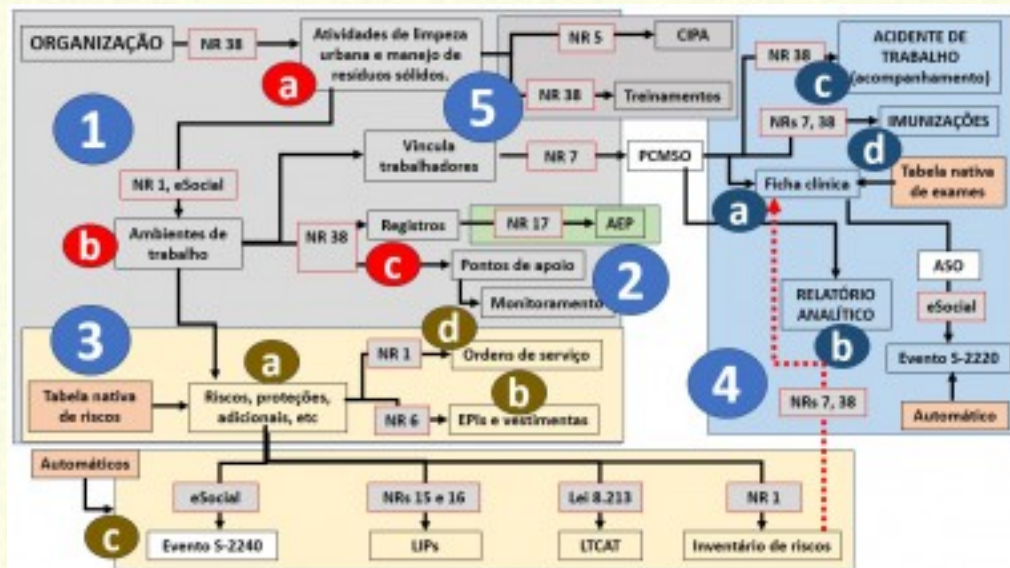 ORGANIZAÇÃO
NR 38
Atividades de limpeza
urbana e manejo de
resíduos sólidos.
a
1
NR 5
CIPA
5
NR 38
Treinamentos
Vincula
trabalhadores
NR 7
PCMSO
NR 1, eSocial
b
Ambientes de
trabalho
NR 38
Registros
c
NR 17
AEP
Pontos de apoio
2
Monitoramento
3
a
d
NR 1
Ordens de serviço
Tabela nativa
de riscos
Riscos, proteções,
adicionais, etc
b
NR 6
EPIs e vestimentas
Automáticos
c
eSocial
Evento S-2240
NRs 15 e 16
LIPs
Lei 8.213
LTCAT
NR 1
Inventário de riscos
NR 38
ACIDENTE DE
TRABALHO
(acompanhamento)
c
NRs 7, 38
IMUNIZAÇÕES
d
Ficha clínica
Tabela nativa
de exames
a
ASO
RELATÓRIO
ANALÍTICO
b
eSocial
4
Evento S-2220
NRs 7, 38
Automático